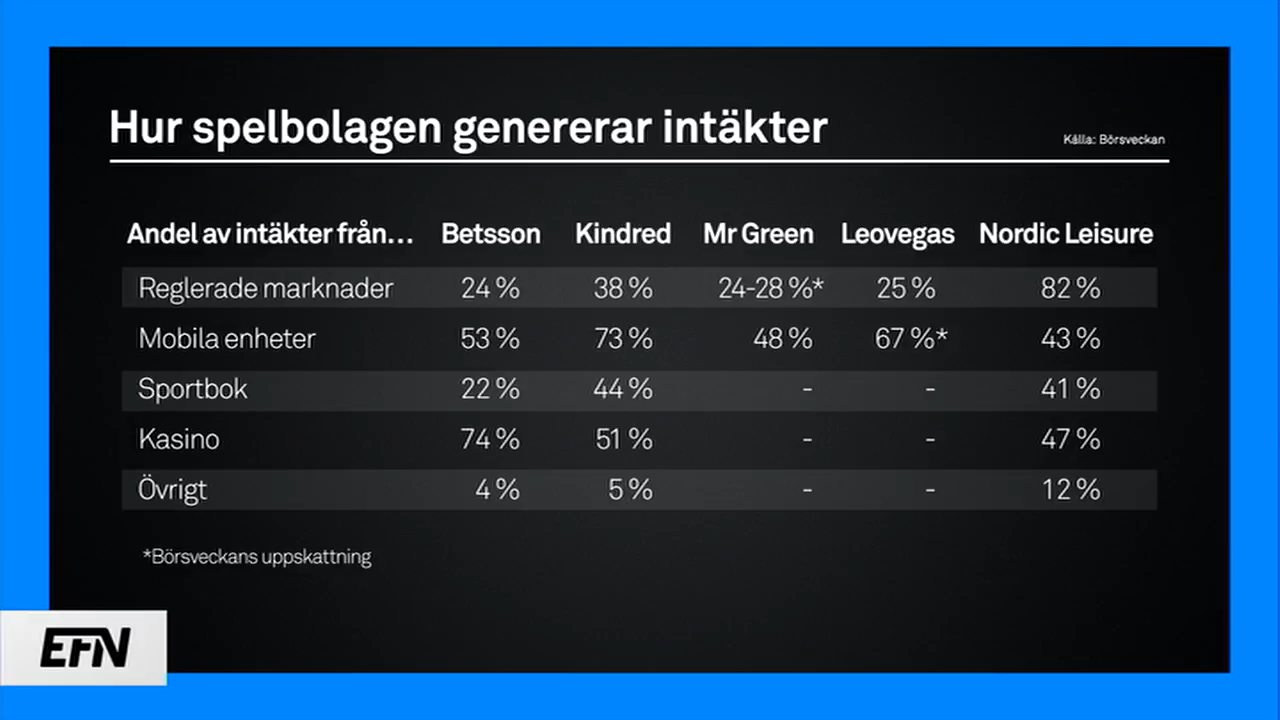 Hur spelbolagen genererar intäkter
Källa: Börsveckan
Andel av intäkter från... Betsson Kindred Mr Green Leovegas Nordic Leisure
Reglerade marknader 24 % 38 % 24-28 %* 25 % 82 %
Mobila enheter 53 % 73 % 48 % 67 %* 43 %
Sportbok 22 % 44 % - - 41 %
Kasino 74 % 51 % - - 47 %
Övrigt 4 % 5 % - - 12 %
*Börsveckans uppskattning
EFN